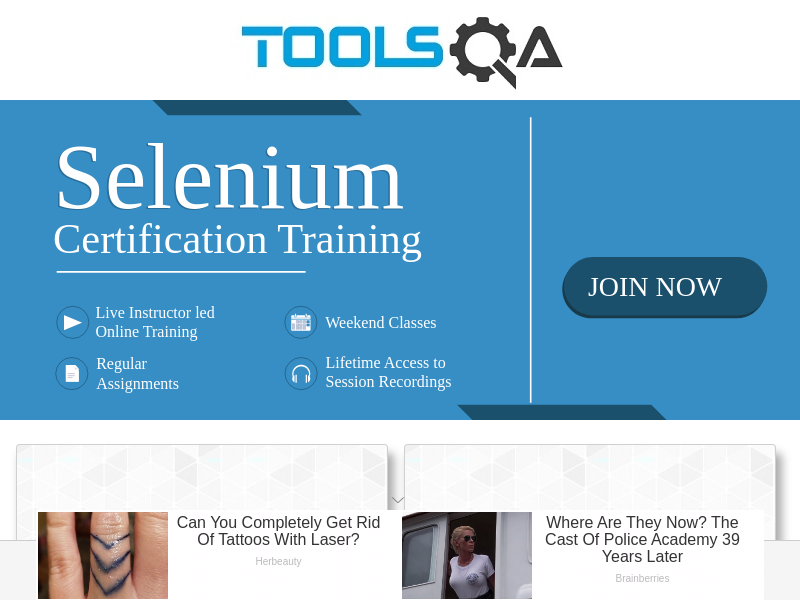 TOOLSQA
Selenium
Certification Training
Live Instructor led
Online Training
Weekend Classes
Regular
Assignments
Lifetime Access to
Session Recordings
JOIN NOW
Can You Completely Get Rid
Of Tattoos With Laser?
Herbeauty
Where Are They Now? The
Cast Of Police Academy 39
Years Later
Brainberries